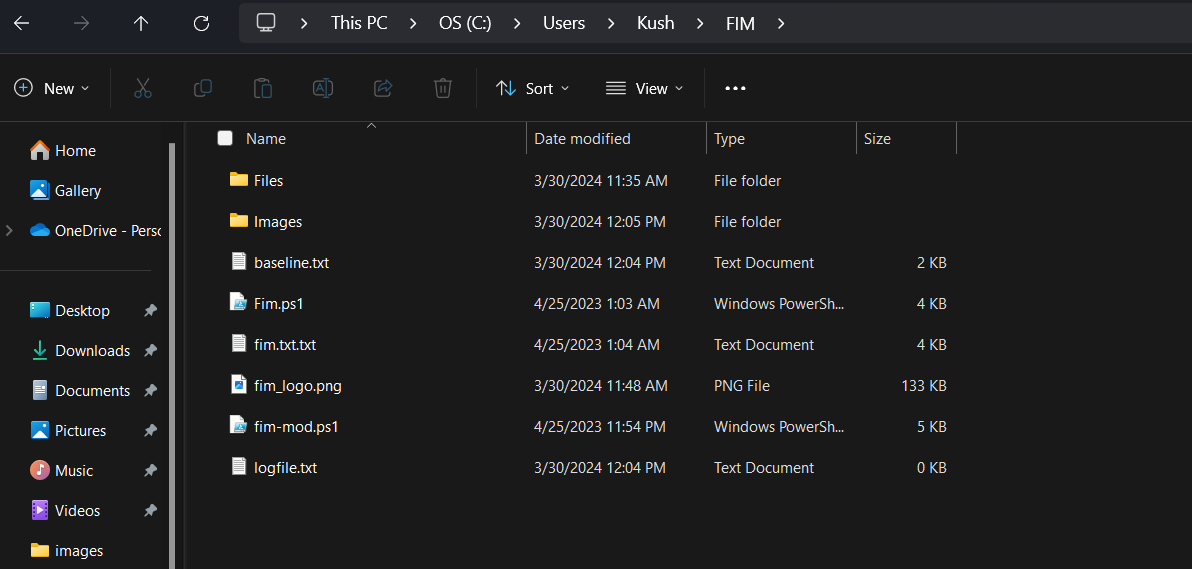 This PC > OS (C:) > Users > Kush > FIM >
New Sort View
Name Date modified Type Size
Home
Gallery
OneDrive - Perso
Desktop
Downloads
Documents
Pictures
Music
Videos
images
Files 3/30/2024 11:35 AM File folder
Images 3/30/2024 12:05 PM File folder
baseline.txt 3/30/2024 12:04 PM Text Document 2 KB
Fim.ps1 4/25/2023 1:03 AM Windows PowerSh... 4 KB
fim.txt.txt 4/25/2023 1:04 AM Text Document 4 KB
fim_logo.png 3/30/2024 11:48 AM PNG File 133 KB
fim-mod.ps1 4/25/2023 11:54 PM Windows PowerSh... 5 KB
logfile.txt 3/30/2024 12:04 PM Text Document 0 KB